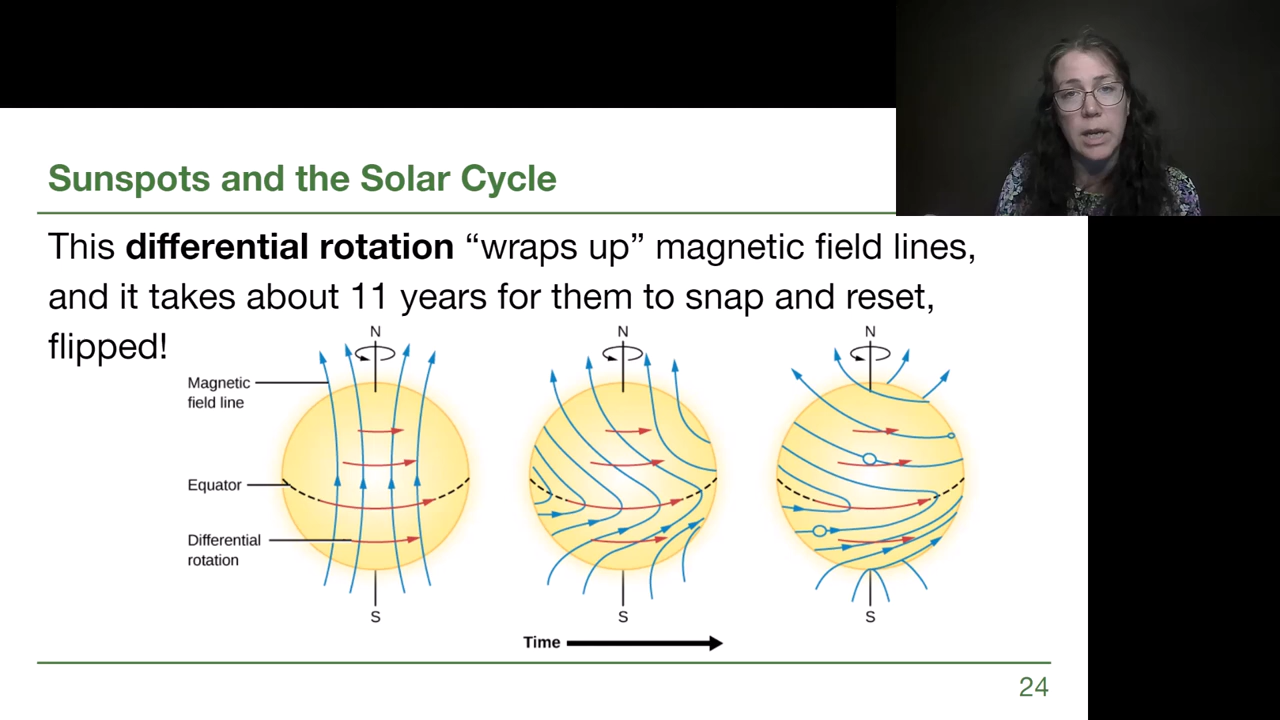 Sunspots and the Solar Cycle
This differential rotation “wraps up” magnetic field lines,
and it takes about 11 years for them to snap and reset,
flipped!
N
N
N
Magnetic
field line
Equator
Differential
rotation
S
S
S
Time
24